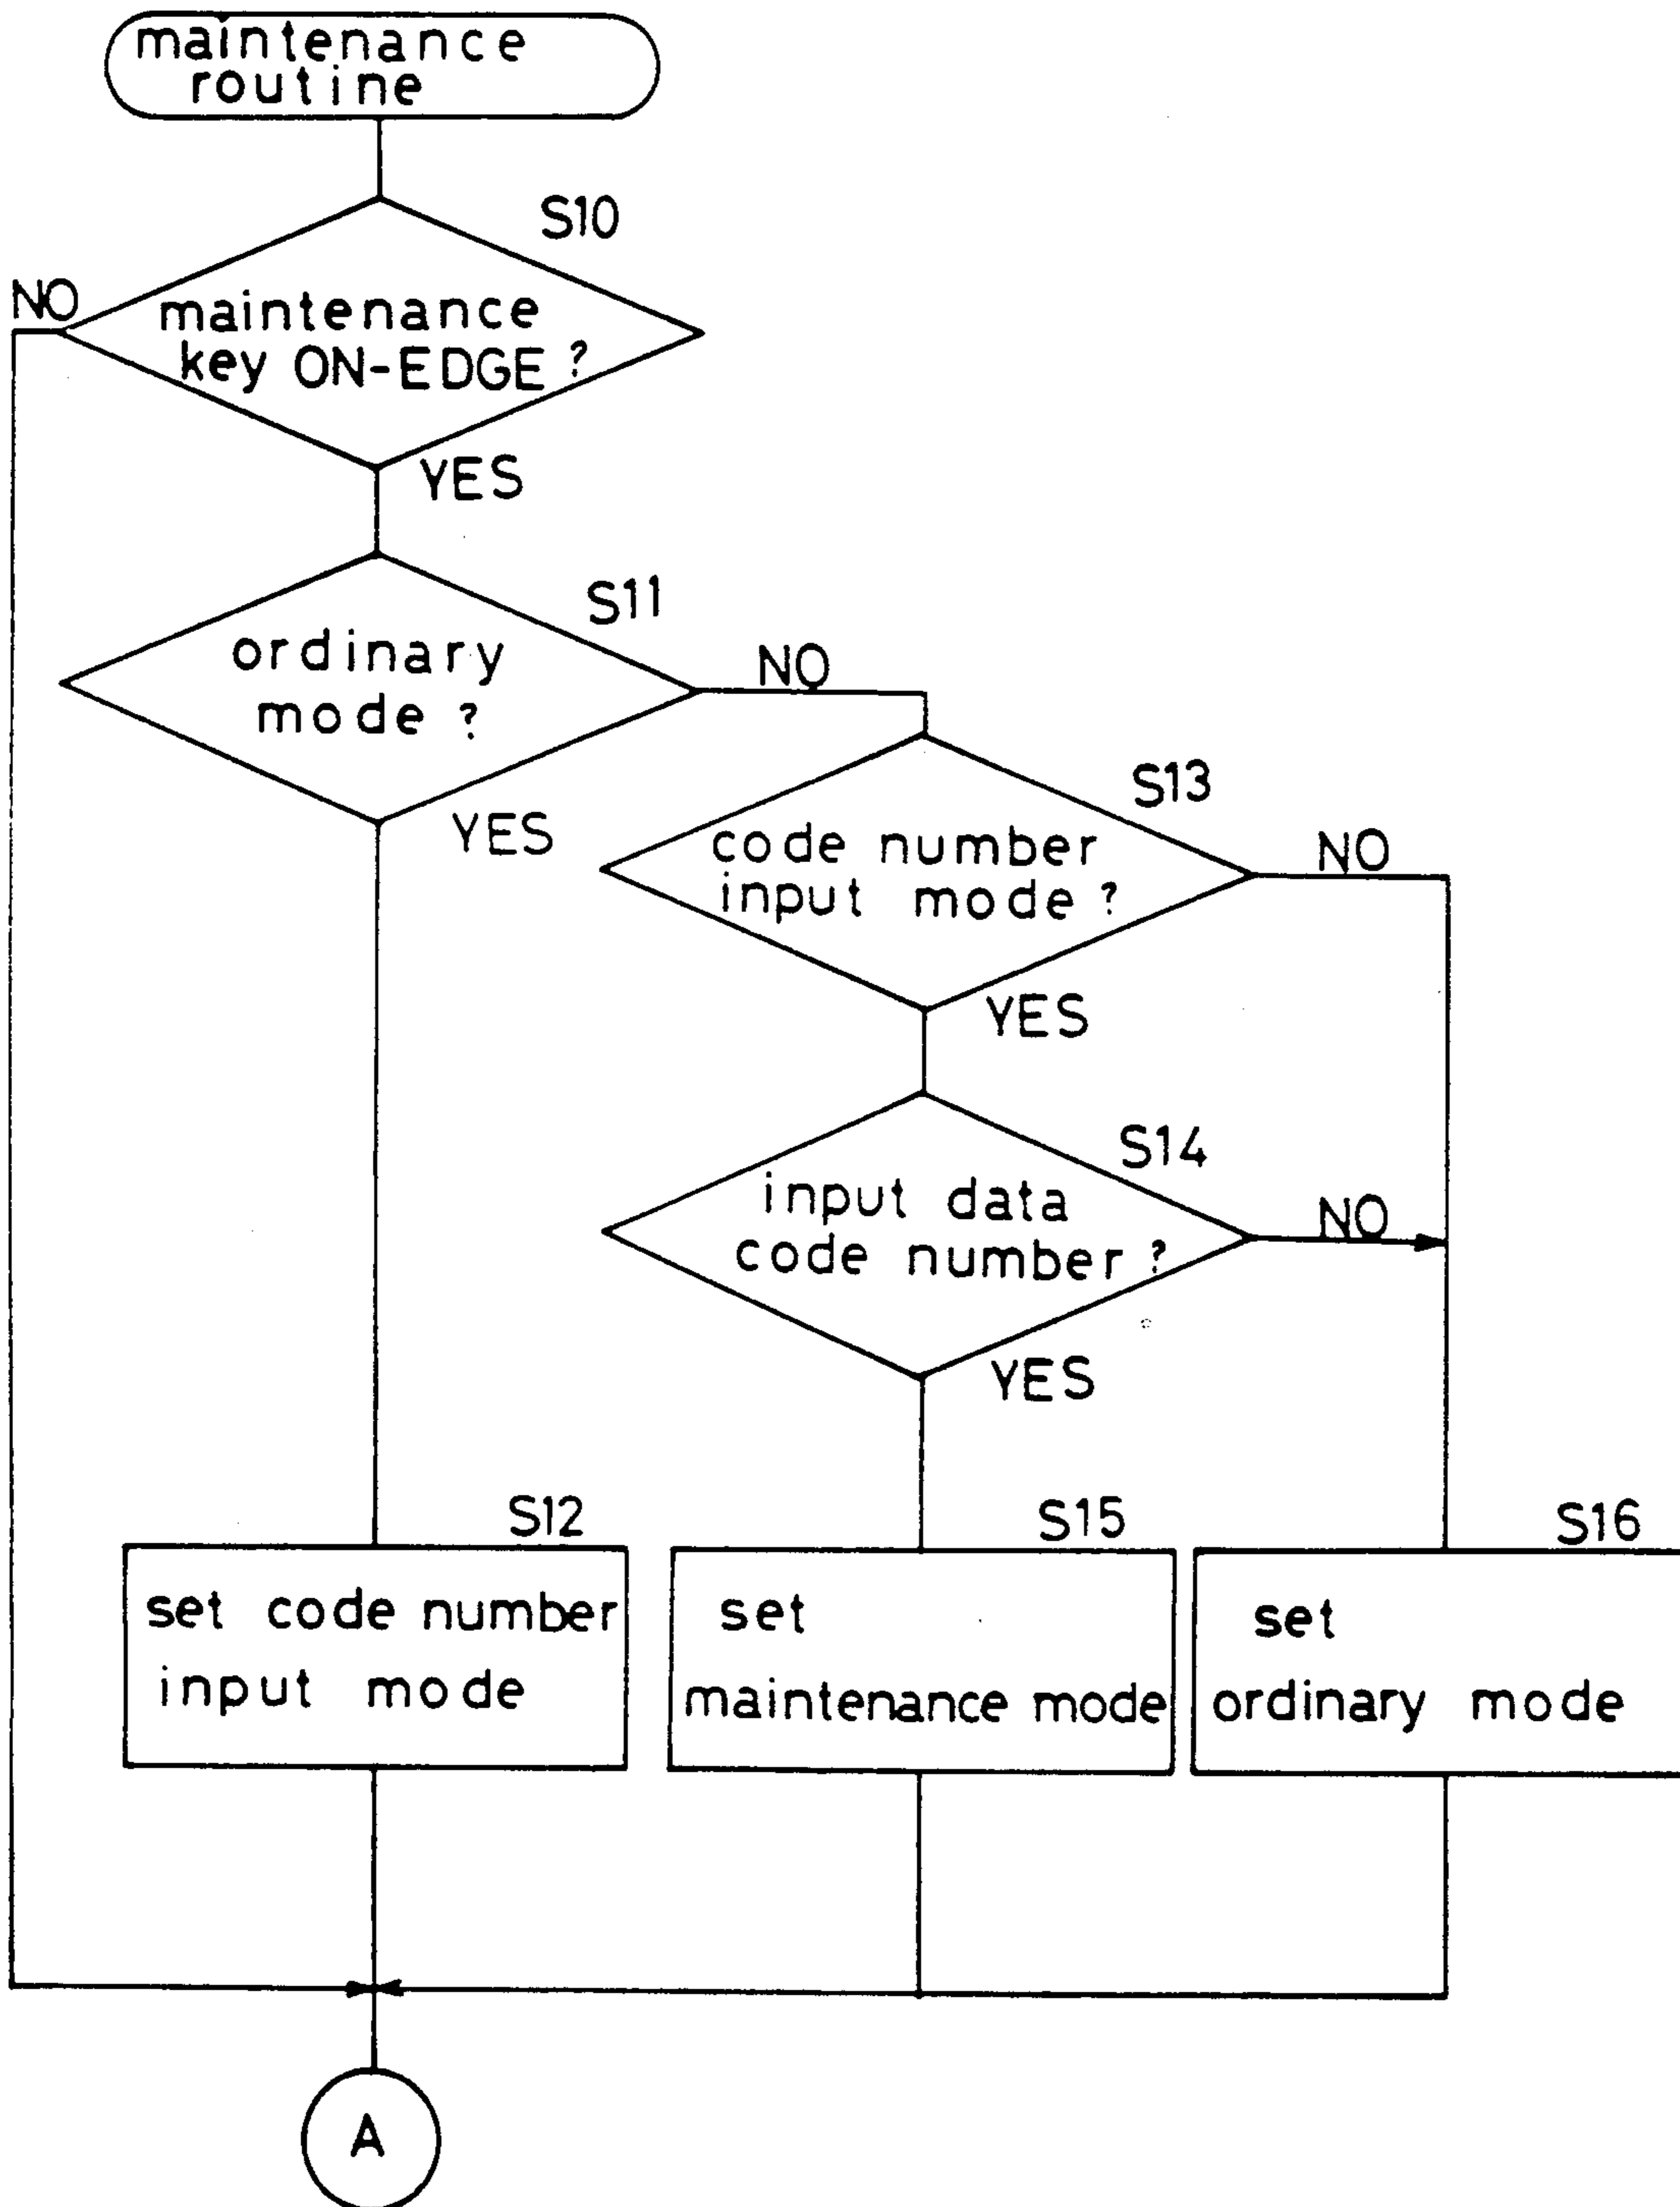 maintenance
routine
S10
NO
maintenance
key ON-EDGE ?
YES
S11
ordinary
mode ?
NO
YES
S13
code number
input mode ?
NO
YES
S14
input data
code number ?
NO
YES
S12
set code number
input mode
S15
set
maintenance mode
S16
set
ordinary mode
A